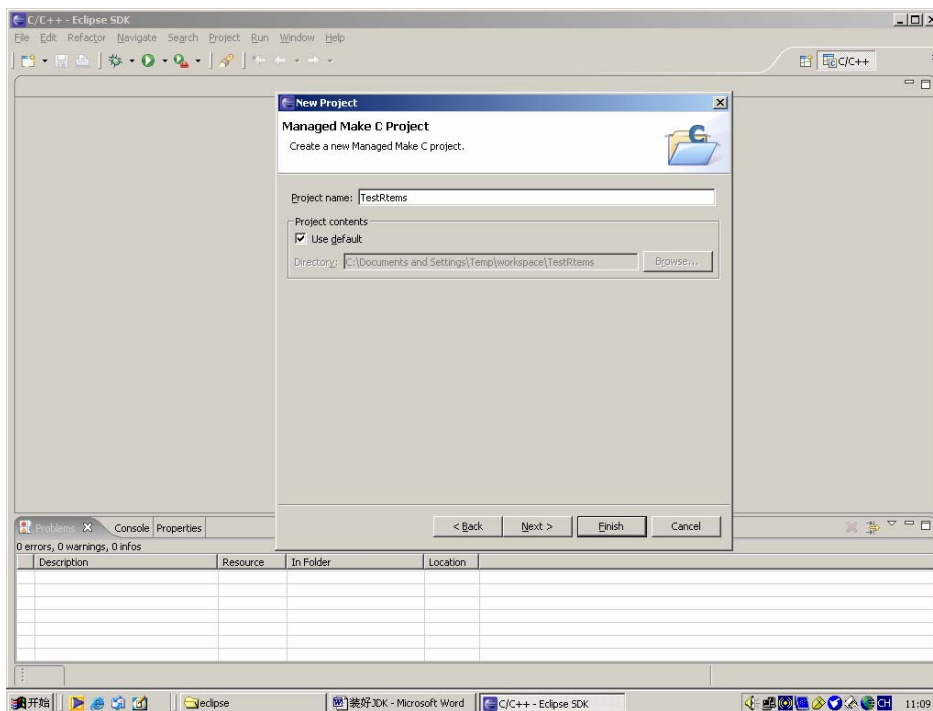 C/C++ - Eclipse SDK
File Edit Refactor Navigate Search Project Run Window Help
C/C++
New Project
Managed Make C Project
Create a new Managed Make C project.
Project name: TestRtems
Project contents
Use default
Directory: C:\Documents and Settings\Temp\workspace\TestRtems Browse...
< Back Next > Finish Cancel
Problems Console Properties
0 errors, 0 warnings, 0 infos
Description Resource In Folder Location
开始 eclipse 装好JDK - Microsoft Word C/C++ - Eclipse SDK CH 11:09